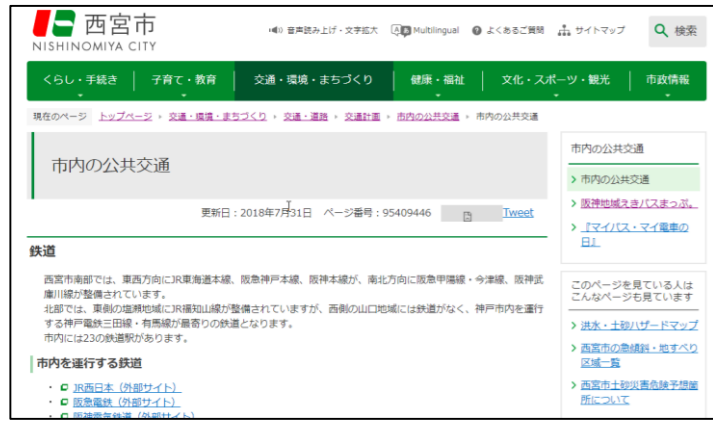 西宮市
NISHINOMIYA CITY
音声読み上げ・文字拡大 Multilingual よくあるご質問 サイトマップ 検索
くらし・手続き 子育て・教育 交通・環境・まちづくり 健康・福祉 文化・スポーツ・観光 市政情報
現在のページ トップページ 交通・環境・まちづくり 交通・道路 交通計画 市内の公共交通 市内の公共交通
市内の公共交通
更新日：2018年7月31日 ページ番号：95409446 Tweet
鉄道
西宮市南部では、東西方向にJR東海道本線、阪急神戸本線、阪神本線が、南北方向に阪急甲陽線・今津線、阪神武
庫川線が整備されています。
北部では、東側の塩瀬地域にJR福知山線が整備されていますが、西側の山口地域には鉄道がなく、神戸市内を運行
する神戸電鉄三田線・有馬線が最寄りの鉄道となります。
市内には23の鉄道駅があります。
市内を運行する鉄道
・ JR西日本（外部サイト）
・ 阪急電鉄（外部サイト）
・ 阪神電気鉄道（外部サイト）
市内の公共交通
市内の公共交通
阪神地域えきバスまっぷ。
『マイバス・マイ電車の
日』
このページを見ている人は
こんなページも見ています
洪水・土砂ハザードマップ
西宮市の急傾斜・地すべり
区域一覧
西宮市土砂災害危険予想箇
所について